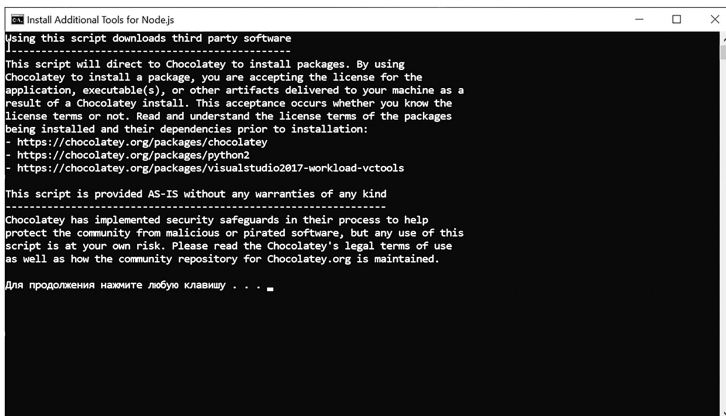 Install Additional Tools for Node.js
Using this script downloads third party software
------------------------------------------------
This script will direct to Chocolatey to install packages. By using
Chocolatey to install a package, you are accepting the license for the
application, executable(s), or other artifacts delivered to your machine as a
result of a Chocolatey install. This acceptance occurs whether you know the
license terms or not. Read and understand the license terms of the packages
being installed and their dependencies prior to installation:
- https://chocolatey.org/packages/chocolatey
- https://chocolatey.org/packages/python2
- https://chocolatey.org/packages/visualstudio2017-workload-vctools
This script is provided AS-IS without any warranties of any kind
----------------------------------------------------------------
Chocolatey has implemented security safeguards in their process to help
protect the community from malicious or pirated software, but any use of this
script is at your own risk. Please read the Chocolatey's legal terms of use
as well as how the community repository for Chocolatey.org is maintained.
Для продолжения нажмите любую клавишу . . .